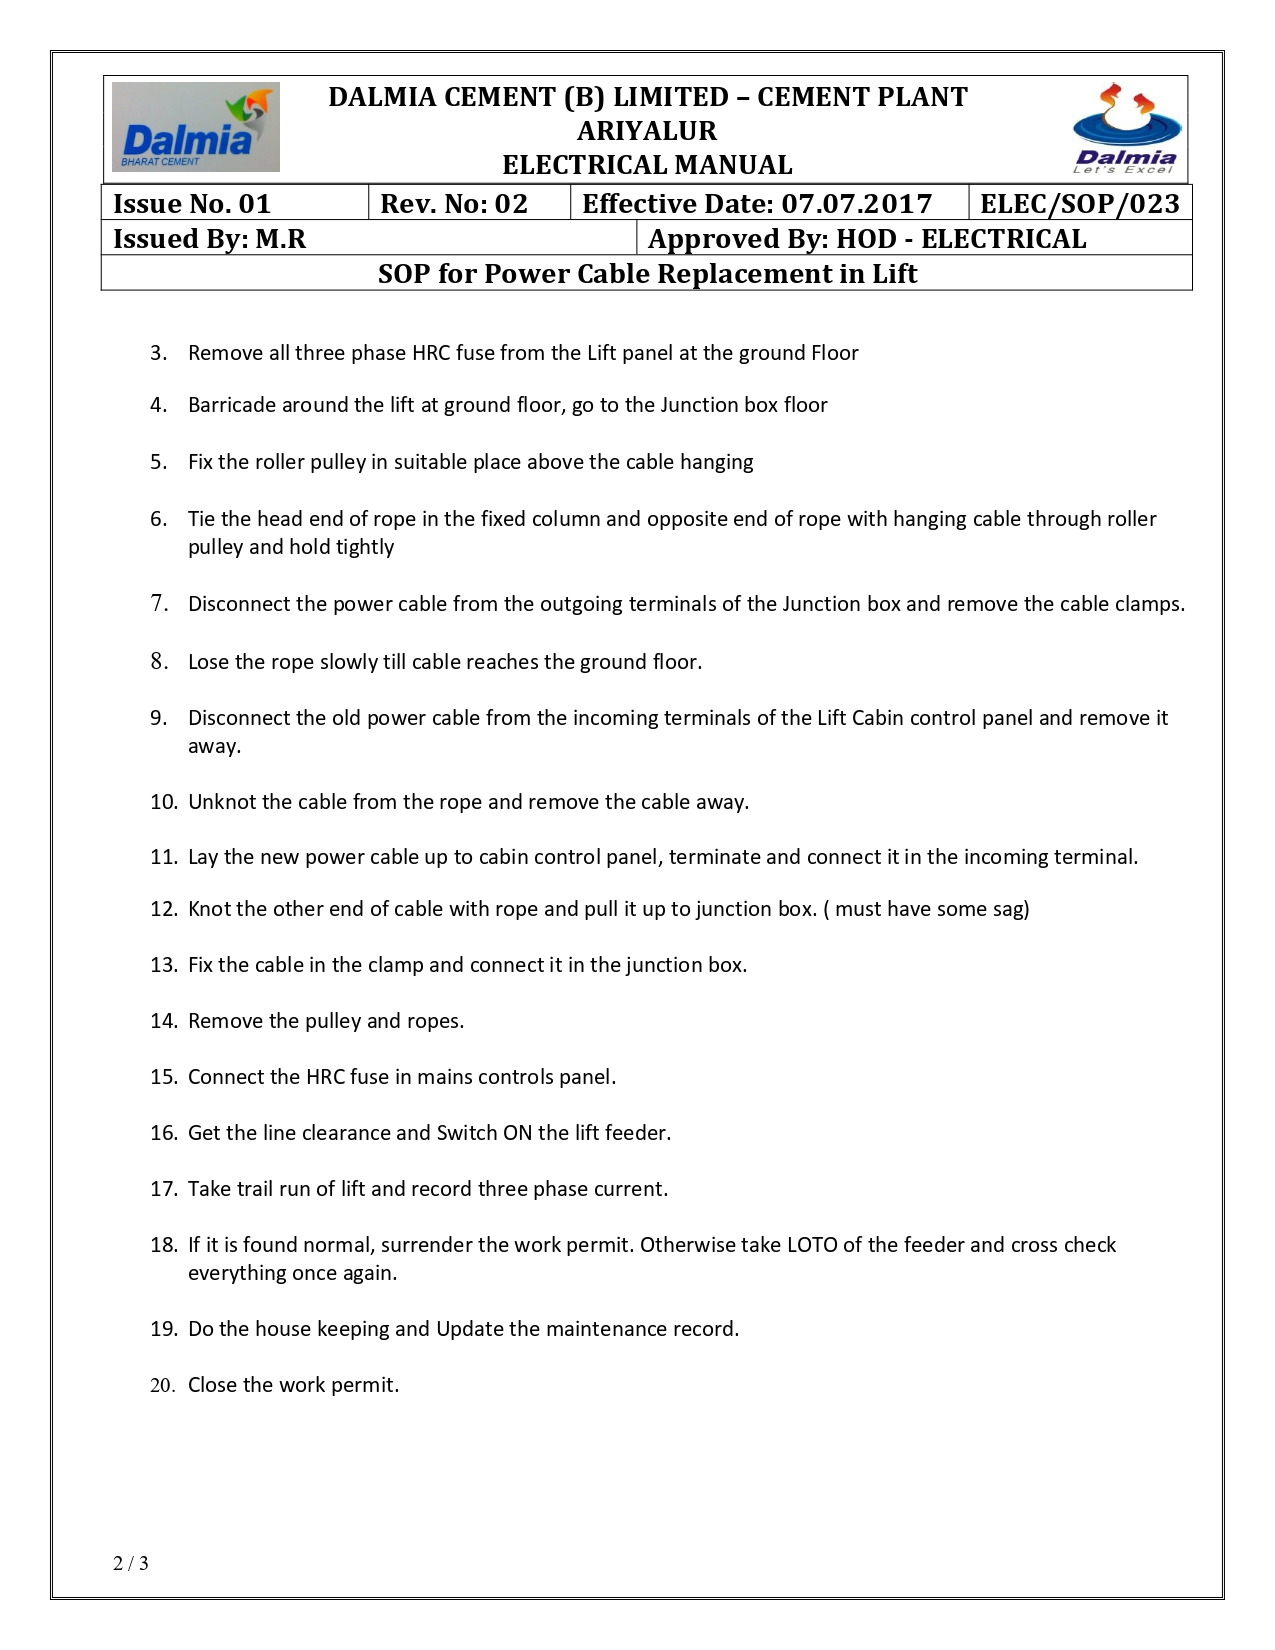 Dalmia
BHARAT CEMENT
DALMIA CEMENT (B) LIMITED – CEMENT PLANT
ARIYALUR
ELECTRICAL MANUAL
Dalmia
Let's Excel
Issue No. 01 Rev. No: 02 Effective Date: 07.07.2017 ELEC/SOP/023
Issued By: M.R Approved By: HOD - ELECTRICAL
SOP for Power Cable Replacement in Lift
3. Remove all three phase HRC fuse from the Lift panel at the ground Floor
4. Barricade around the lift at ground floor, go to the Junction box floor
5. Fix the roller pulley in suitable place above the cable hanging
6. Tie the head end of rope in the fixed column and opposite end of rope with hanging cable through roller
pulley and hold tightly
7. Disconnect the power cable from the outgoing terminals of the Junction box and remove the cable clamps.
8. Lose the rope slowly till cable reaches the ground floor.
9. Disconnect the old power cable from the incoming terminals of the Lift Cabin control panel and remove it
away.
10. Unknot the cable from the rope and remove the cable away.
11. Lay the new power cable up to cabin control panel, terminate and connect it in the incoming terminal.
12. Knot the other end of cable with rope and pull it up to junction box. ( must have some sag)
13. Fix the cable in the clamp and connect it in the junction box.
14. Remove the pulley and ropes.
15. Connect the HRC fuse in mains controls panel.
16. Get the line clearance and Switch ON the lift feeder.
17. Take trail run of lift and record three phase current.
18. If it is found normal, surrender the work permit. Otherwise take LOTO of the feeder and cross check
everything once again.
19. Do the house keeping and Update the maintenance record.
20. Close the work permit.
2 / 3